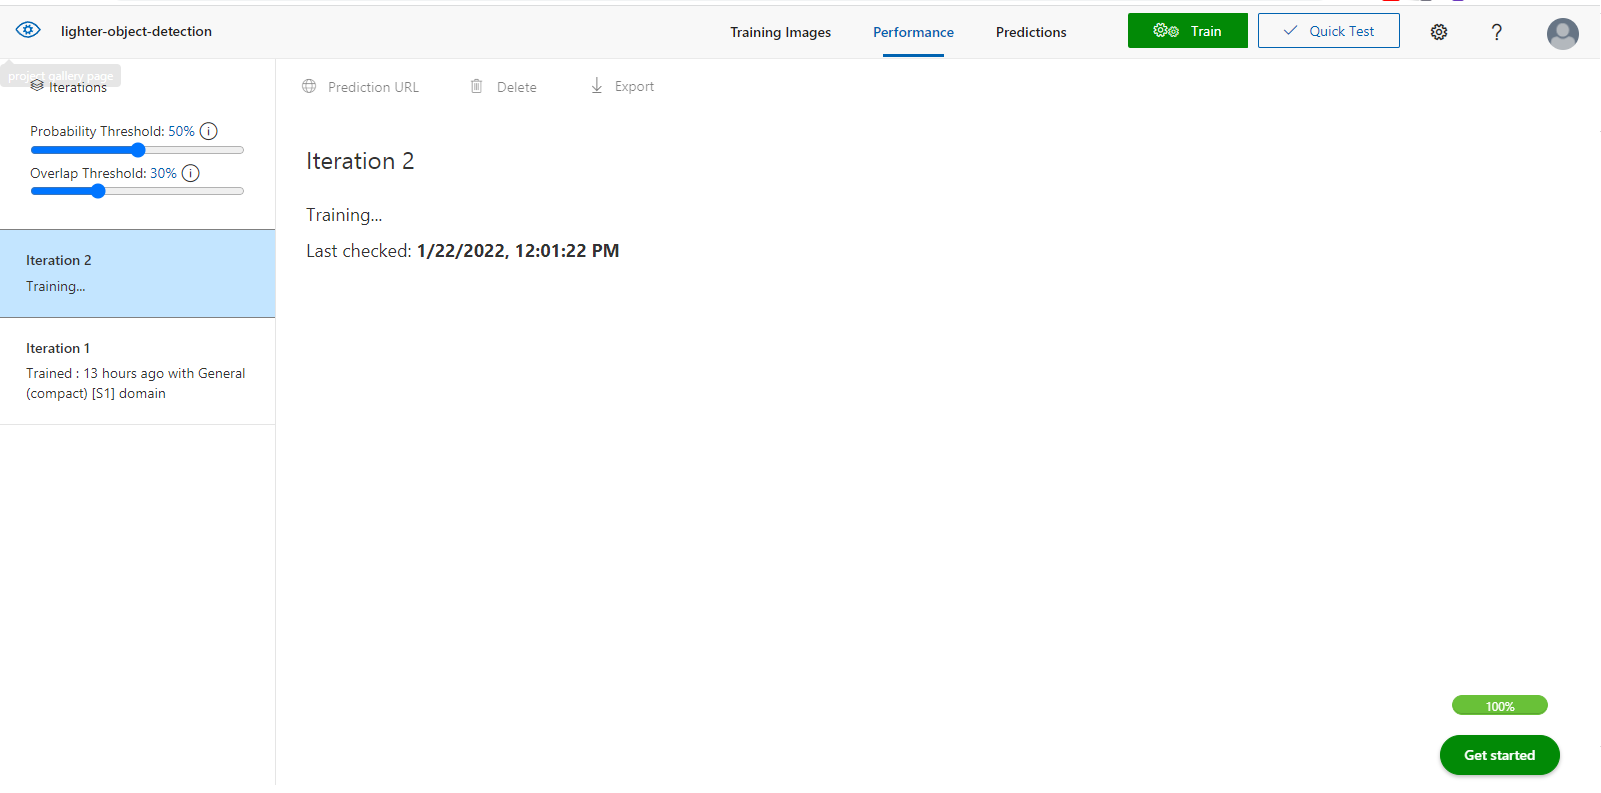 lighter-object-detection
Training Images
Performance
Predictions
Train
Quick Test
?
project gallery page
Iterations
Probability Threshold: 50%
Overlap Threshold: 30%
Iteration 2
Training...
Iteration 1
Trained : 13 hours ago with General
(compact) [S1] domain
Prediction URL
Delete
Export
Iteration 2
Training...
Last checked: 1/22/2022, 12:01:22 PM
100%
Get started